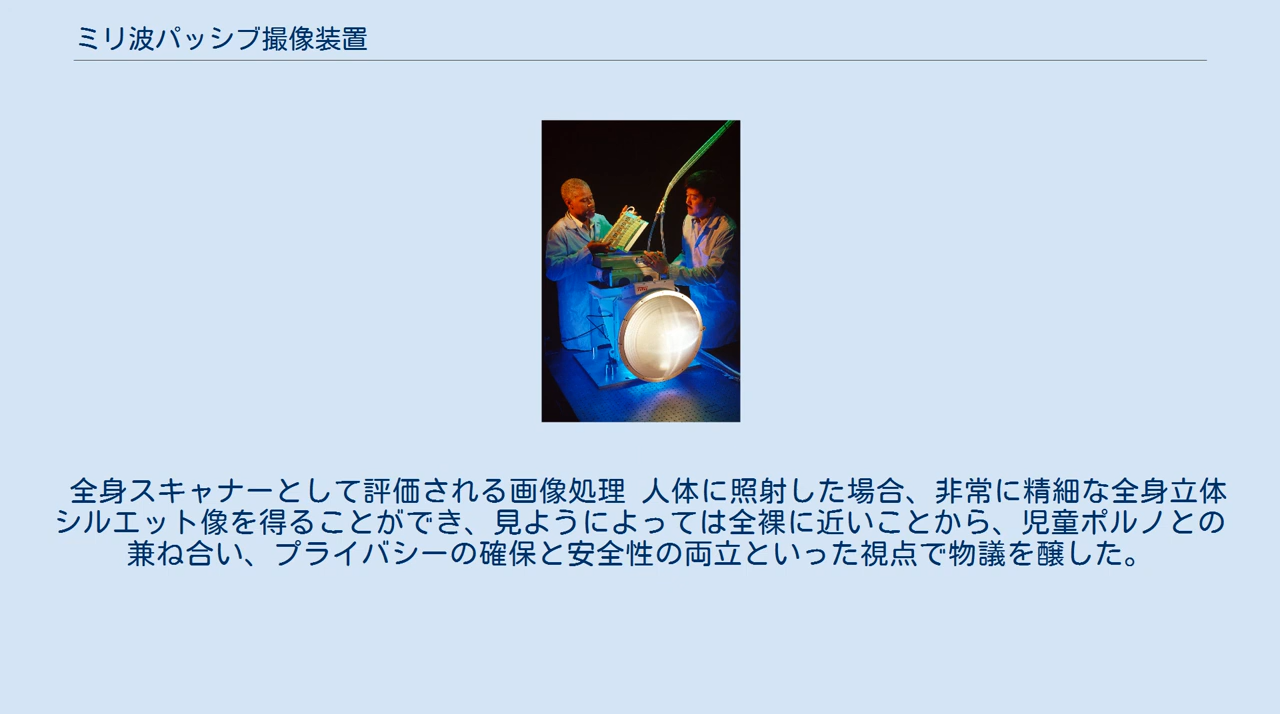 ミリ波パッシブ撮像装置
全身スキャナーとして評価される画像処理 人体に照射した場合、非常に精細な全身立体
シルエット像を得ることができ、見ようによっては全裸に近いことから、児童ポルノとの
兼ね合い、プライバシーの確保と安全性の両立といった視点で物議を醸した。